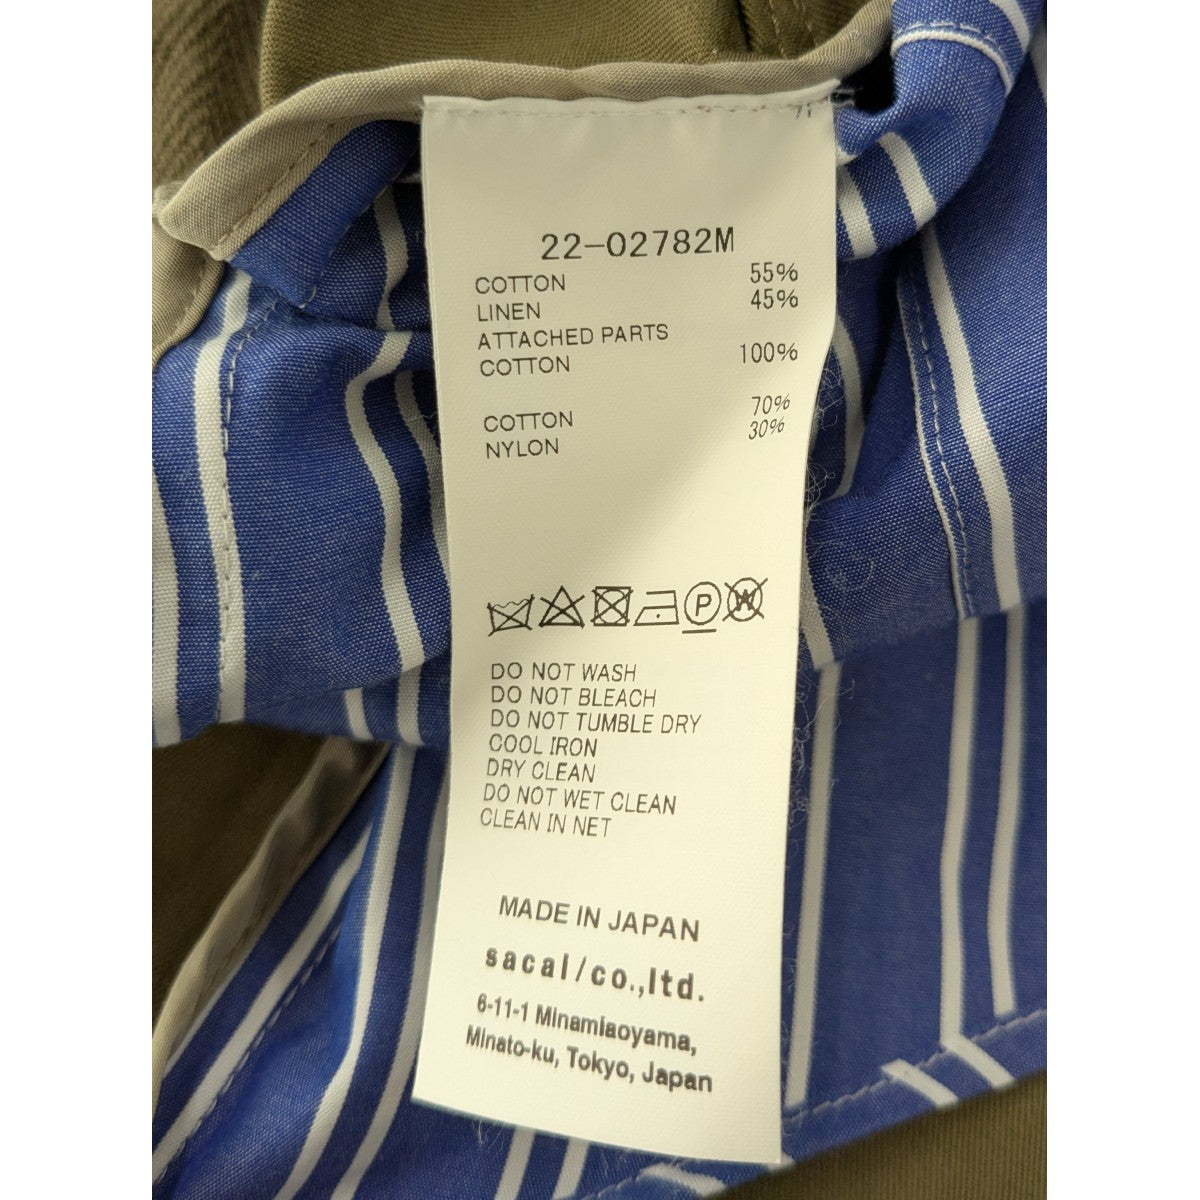 22-02782M
COTTON 55%
LINEN 45%
ATTACHED PARTS
COTTON 100%
COTTON 70%
NYLON 30%
P W
DO NOT WASH
DO NOT BLEACH
DO NOT TUMBLE DRY
COOL IRON
DRY CLEAN
DO NOT WET CLEAN
CLEAN IN NET
MADE IN JAPAN
sacai/co.,ltd.
6-11-1 Minamiaoyama,
Minato-ku, Tokyo, Japan